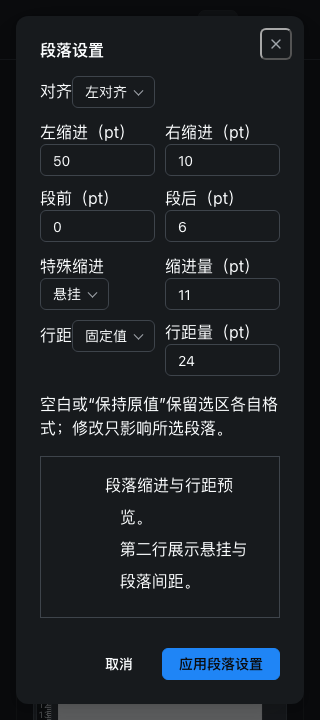 段落设置
对齐 左对齐
左缩进（pt） 右缩进（pt）
50 10
段前（pt） 段后（pt）
0 6
特殊缩进 缩进量（pt）
悬挂 11
行距 固定值 行距量（pt）
24
空白或“保持原值”保留选区各自格
式；修改只影响所选段落。
段落缩进与行距预
览。
第二行展示悬挂与
段落间距。
取消 应用段落设置